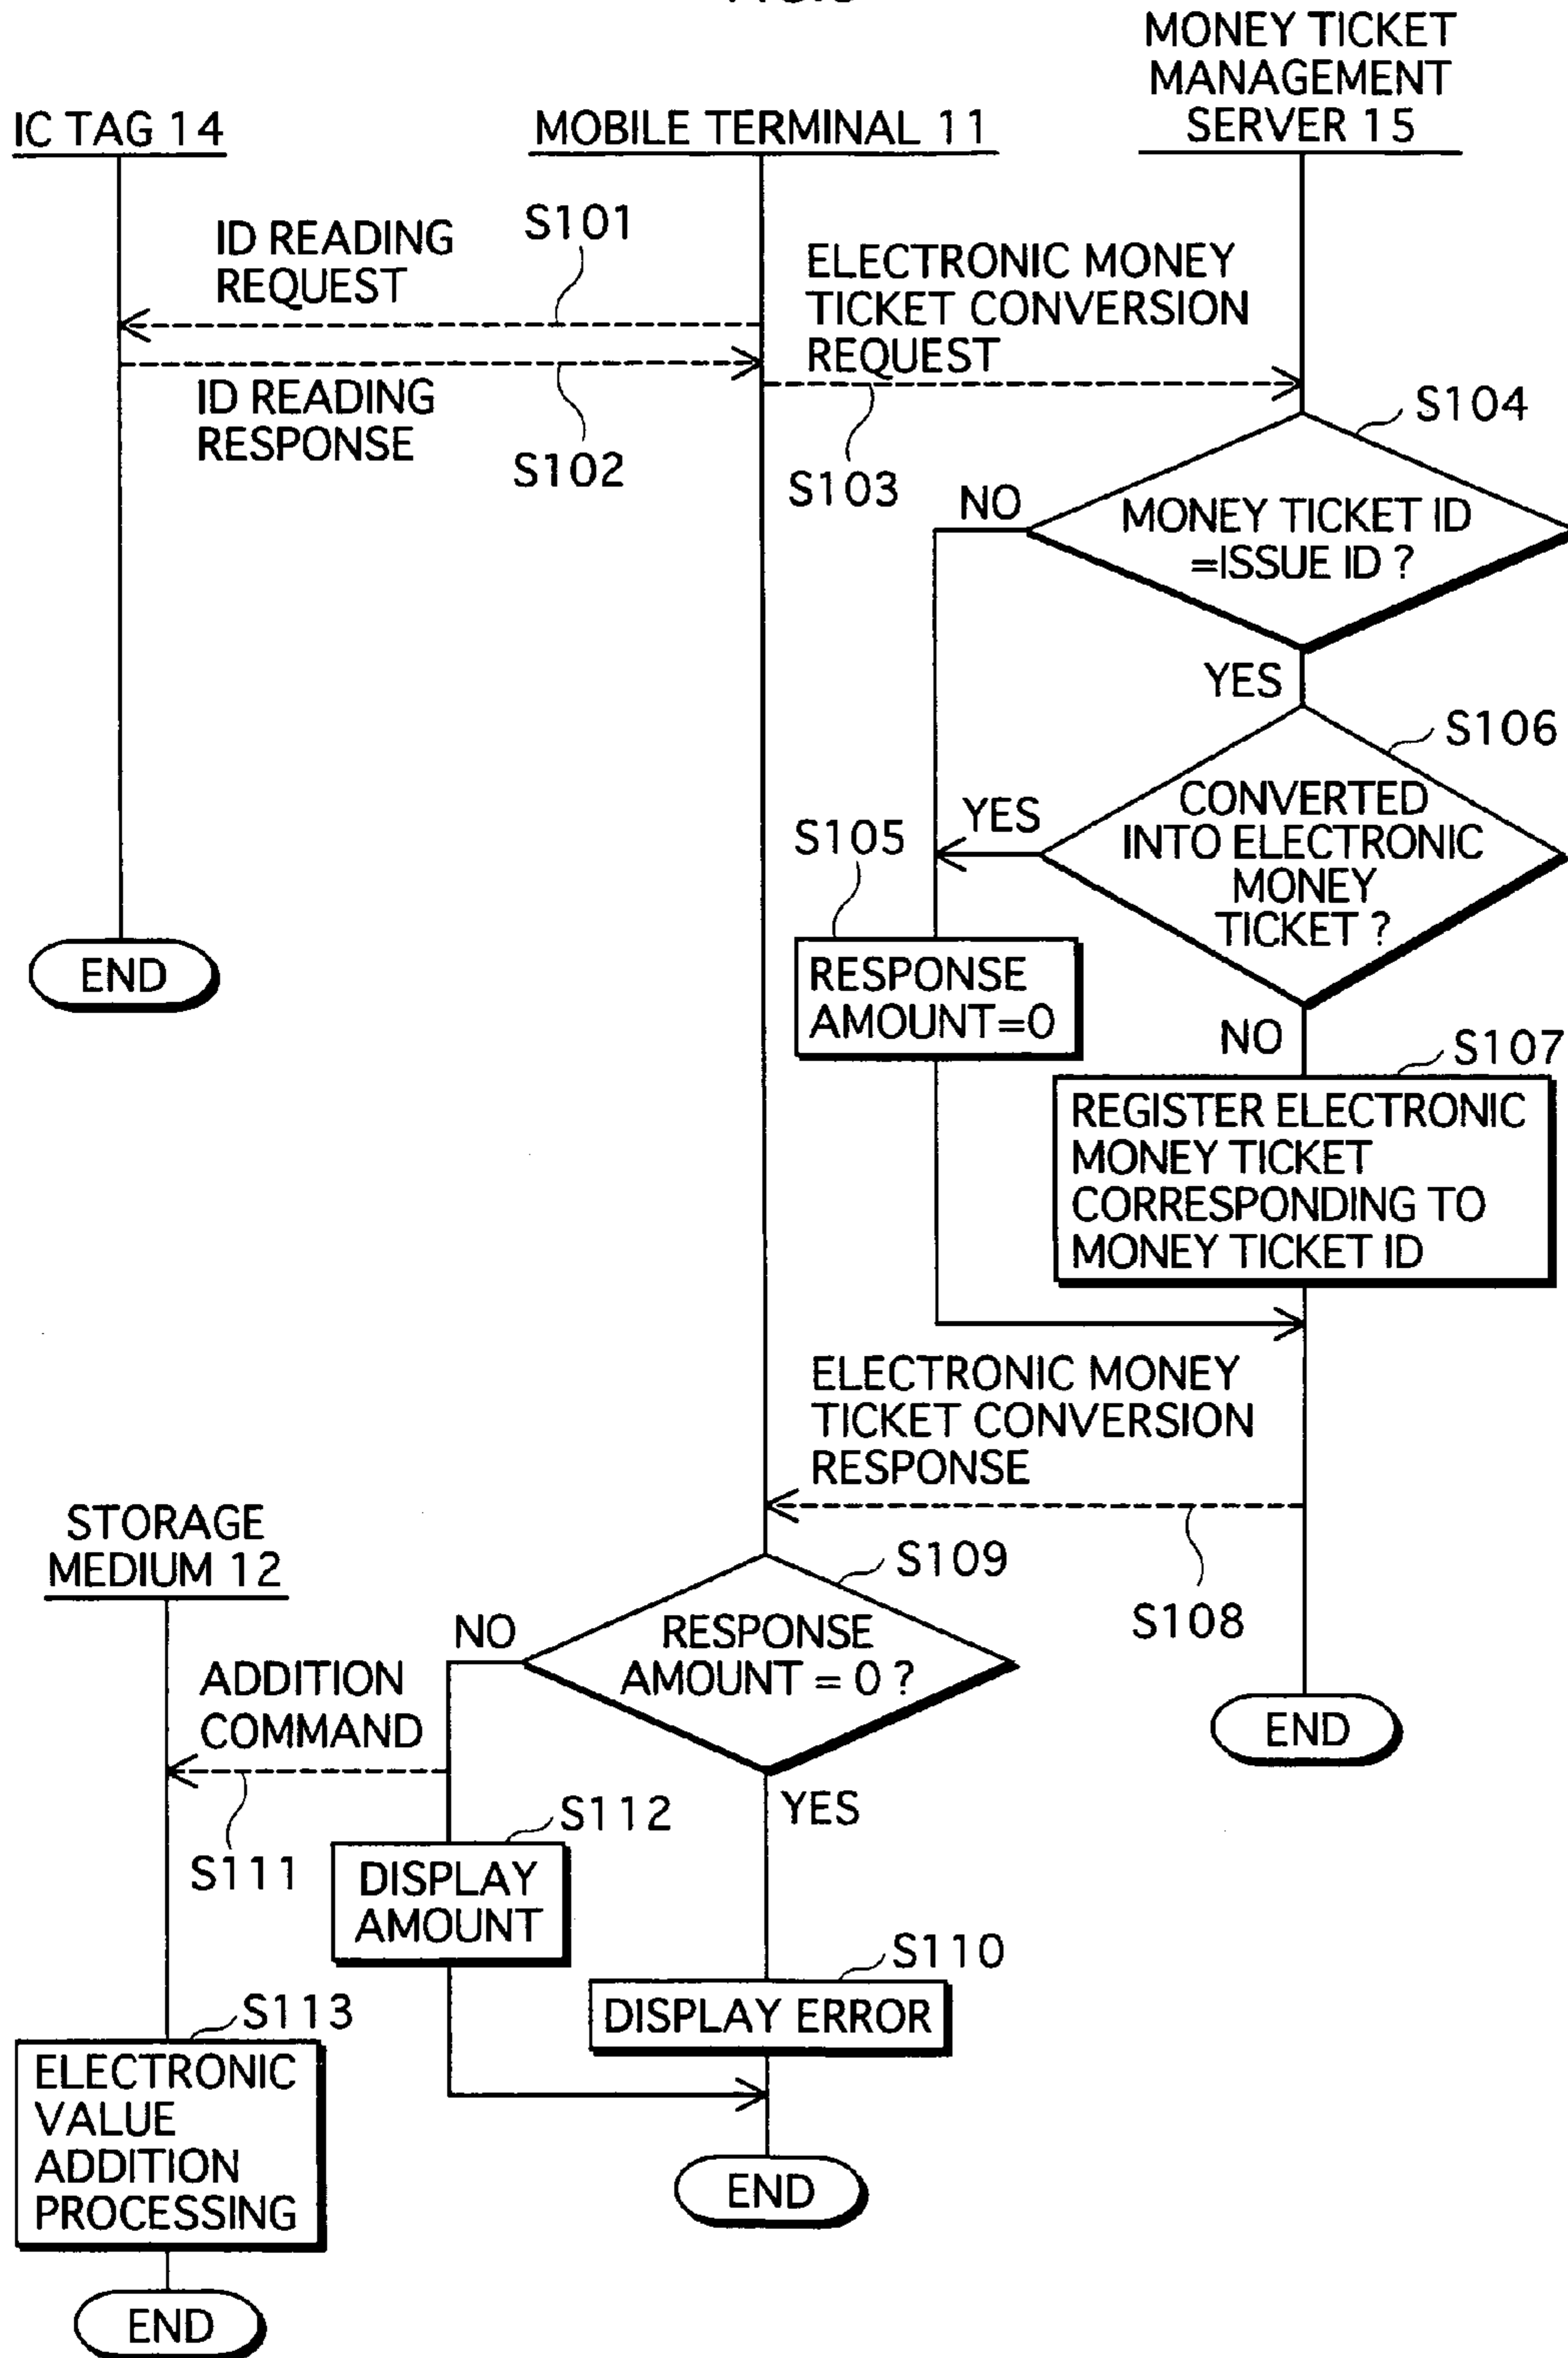 MONEY TICKET
MANAGEMENT
SERVER 15
IC TAG 14
MOBILE TERMINAL 11
ID READING
REQUEST
S101
ELECTRONIC MONEY
TICKET CONVERSION
REQUEST
ID READING
RESPONSE
S102
S103
S104
NO
MONEY TICKET ID
=ISSUE ID ?
YES
S106
CONVERTED
INTO ELECTRONIC
MONEY
TICKET ?
YES
S105
RESPONSE
AMOUNT=0
END
NO
S107
REGISTER ELECTRONIC
MONEY TICKET
CORRESPONDING TO
MONEY TICKET ID
ELECTRONIC MONEY
TICKET CONVERSION
RESPONSE
S108
STORAGE
MEDIUM 12
S109
NO
RESPONSE
AMOUNT = 0 ?
ADDITION
COMMAND
END
S111
S112
YES
DISPLAY
AMOUNT
S110
DISPLAY ERROR
S113
ELECTRONIC
VALUE
ADDITION
PROCESSING
END
END